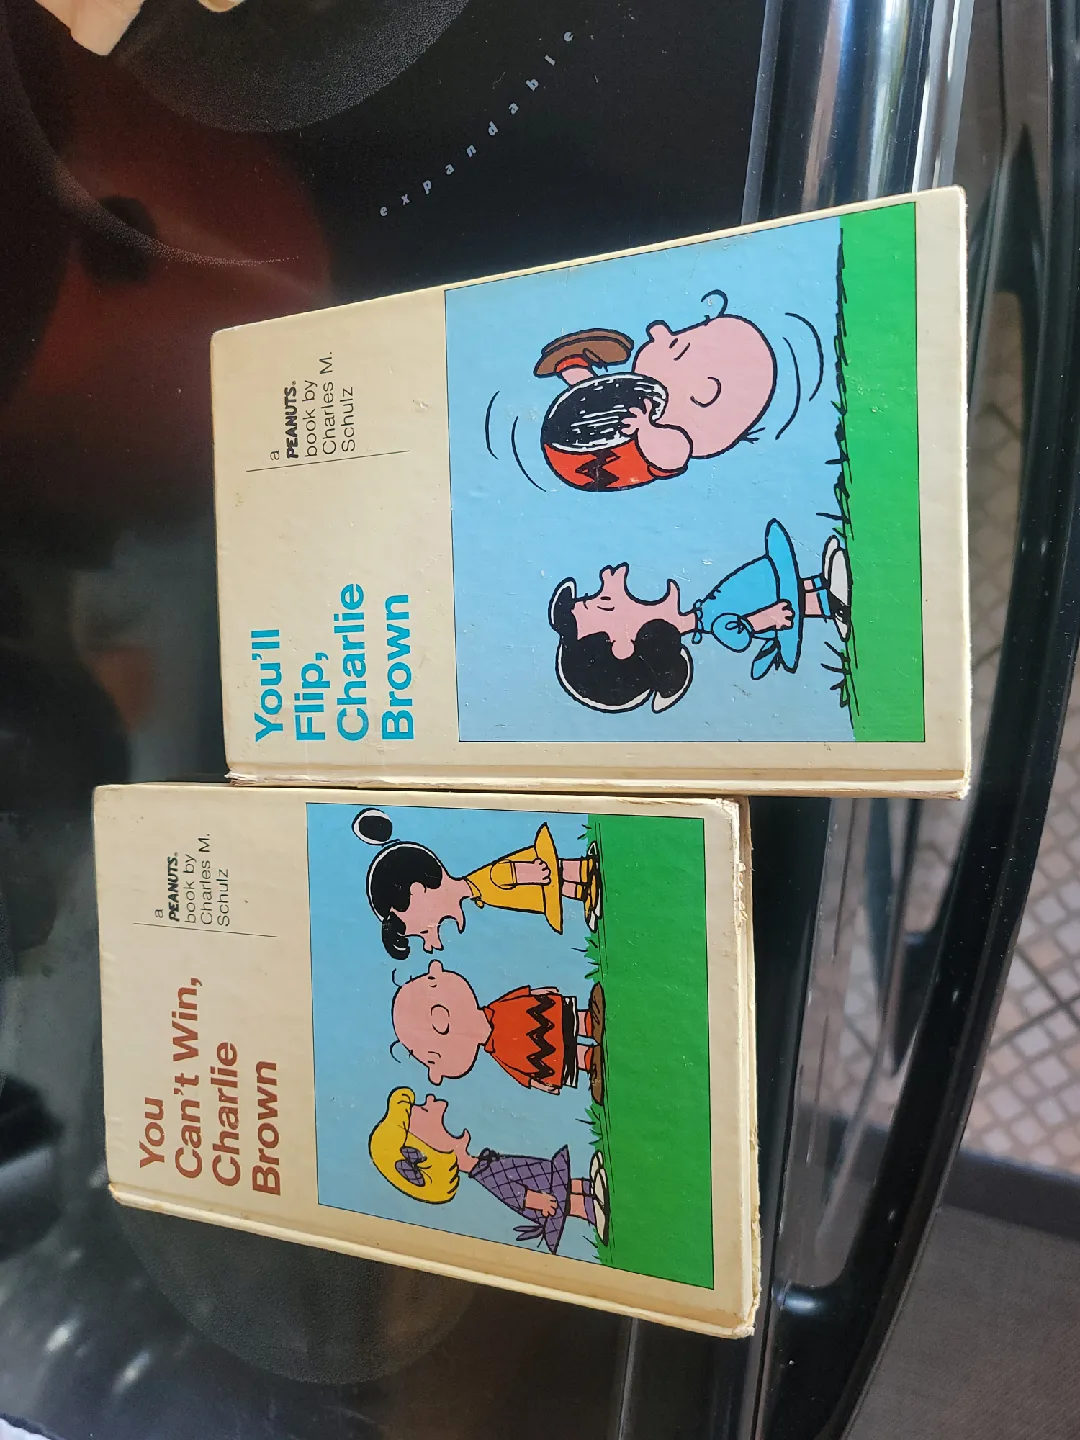 You
Can't Win,
Charlie
Brown
a
PEANUTS®
book by
Charles M.
Schulz
You'll
Flip,
Charlie
Brown
a
PEANUTS®
book by
Charles M.
Schulz
expandable